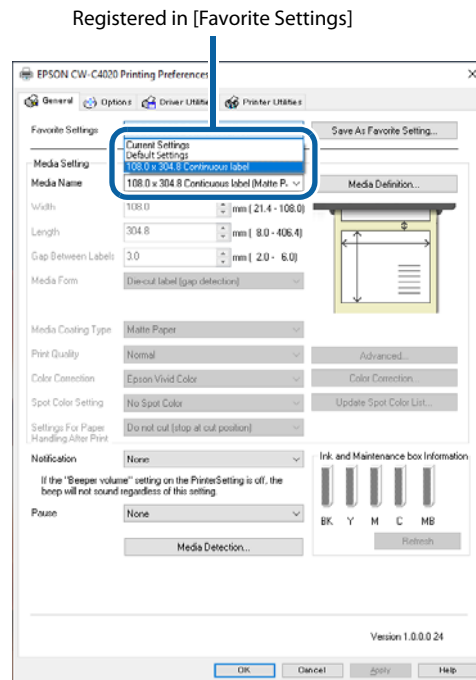 Registered in [Favorite Settings]
EPSON CW-C4020 Printing Preferences
General Options Driver Utilities Printer Utilities
Favorite Settings Save As Favorite Setting...
Current Settings
Default Settings
108.0 x 304.8 Continuous label
Media Setting
Media Name 108.0 x 304.8 Continuous label (Matte P. Media Definition...
Width 108.0 mm ( 21.4 - 108.0)
Length 304.8 mm ( 8.0 - 406.4)
Gap Between Labels 3.0 mm ( 2.0 - 6.0)
Media Form Die-cut label (gap detection)
Media Coating Type Matte Paper
Print Quality Normal Advanced...
Color Correction Epson Vivid Color Color Correction...
Spot Color Setting No Spot Color Update Spot Color List...
Settings For Paper
Handling After Print Do not cut (stop at cut position)
Notification None Ink and Maintenance box Information
If the "Beeper volume" setting on the PrinterSetting is off, the
beep will not sound regardless of this setting.
Pause None
BK Y M C MB
Refresh
Media Detection...
Version 1.0.0.0 24
OK Cancel Apply Help